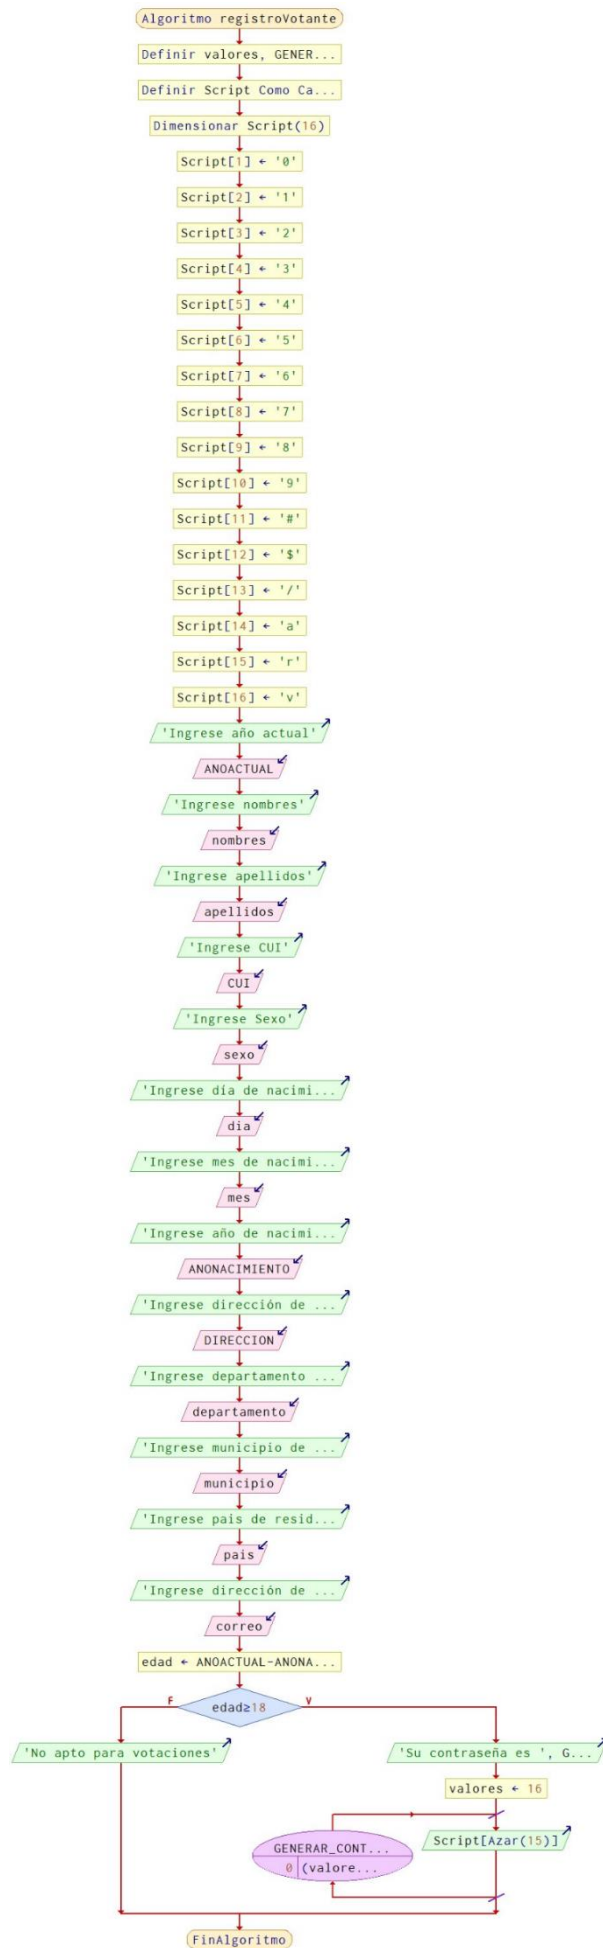 Algoritmo registroVotante
Definir valores, GENER...
Definir Script Como Ca...
Dimensionar Script(16)
Script[1] ← '0'
Script[2] ← '1'
Script[3] ← '2'
Script[4] ← '3'
Script[5] ← '4'
Script[6] ← '5'
Script[7] ← '6'
Script[8] ← '7'
Script[9] ← '8'
Script[10] ← '9'
Script[11] ← '#'
Script[12] ← '$'
Script[13] ← '/'
Script[14] ← 'a'
Script[15] ← 'r'
Script[16] ← 'v'
'Ingrese año actual'
ANOACTUAL
'Ingrese nombres'
nombres
'Ingrese apellidos'
apellidos
'Ingrese CUI'
CUI
'Ingrese Sexo'
sexo
'Ingrese día de nacimi...
dia
'Ingrese mes de nacimi...
mes
'Ingrese año de nacimi...
ANONACIMIENTO
'Ingrese dirección de ...
DIRECCION
'Ingrese departamento ...
departamento
'Ingrese municipio de ...
municipio
'Ingrese pais de resid...
pais
'Ingrese dirección de ...
correo
edad ← ANOACTUAL-ANONA...
F
edad≥18
V
'No apto para votaciones'
'Su contraseña es ', G...
valores ← 16
Script[Azar(15)]
GENERAR_CONT...
0 (valore...
FinAlgoritmo